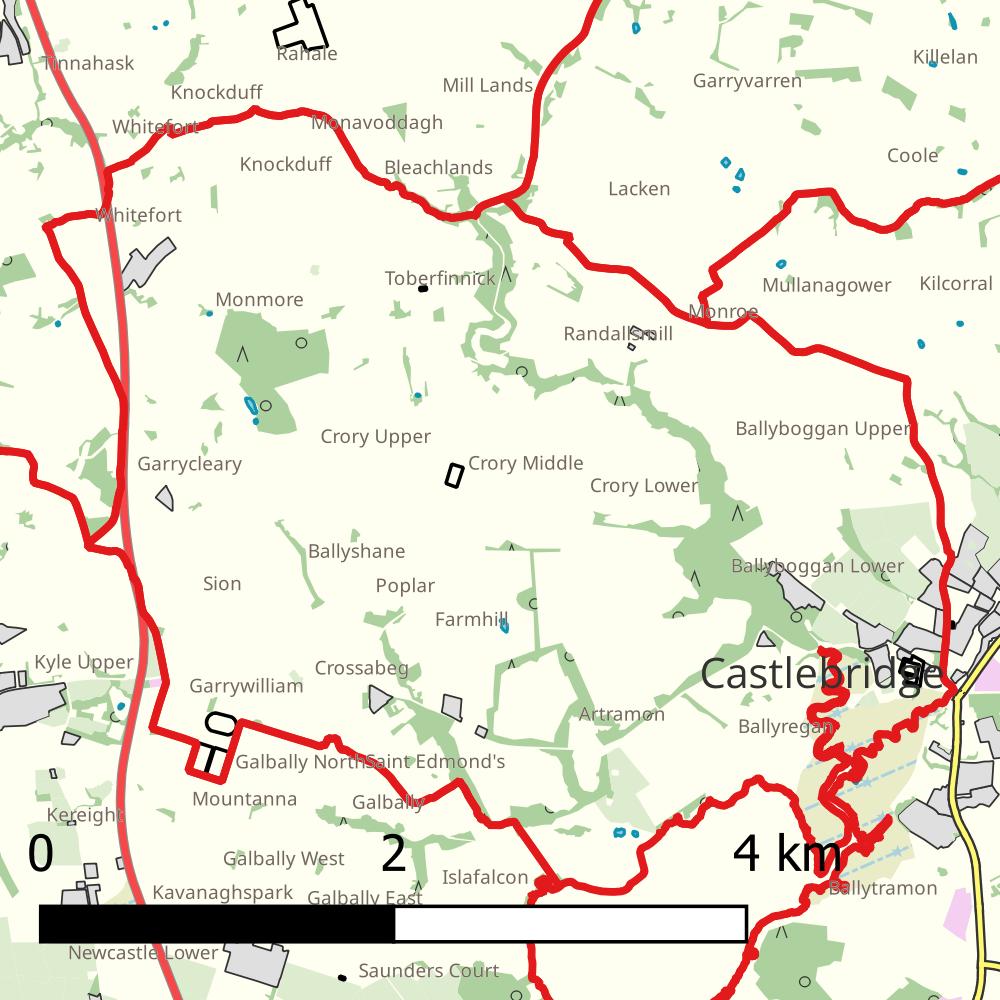 Rahale
Tinnahask
Killelan
Garryvarren
Mill Lands
Knockduff
Monavoddagh
Whitefort
Coole
Knockduff
Bleachlands
Lacken
Whitefort
Toberfinnick
Mullanagower
Kilcorral
Monmore
Monroe
Randallsmill
Ballyboggan Upper
Crory Upper
Garrycleary
Crory Middle
Crory Lower
Ballyshane
Ballyboggan Lower
Sion
Poplar
Farmhill
Kyle Upper
Crossabeg
Castlebridge
Garrywilliam
Artramon
Ballyregan
Galbally North
Saint Edmond's
Mountanna
Galbally
Kereight
0 2 4 km
Galbally West
Islafalcon
Ballytramon
Kavanaghspark
Galbally East
Newcastle Lower
Saunders Court